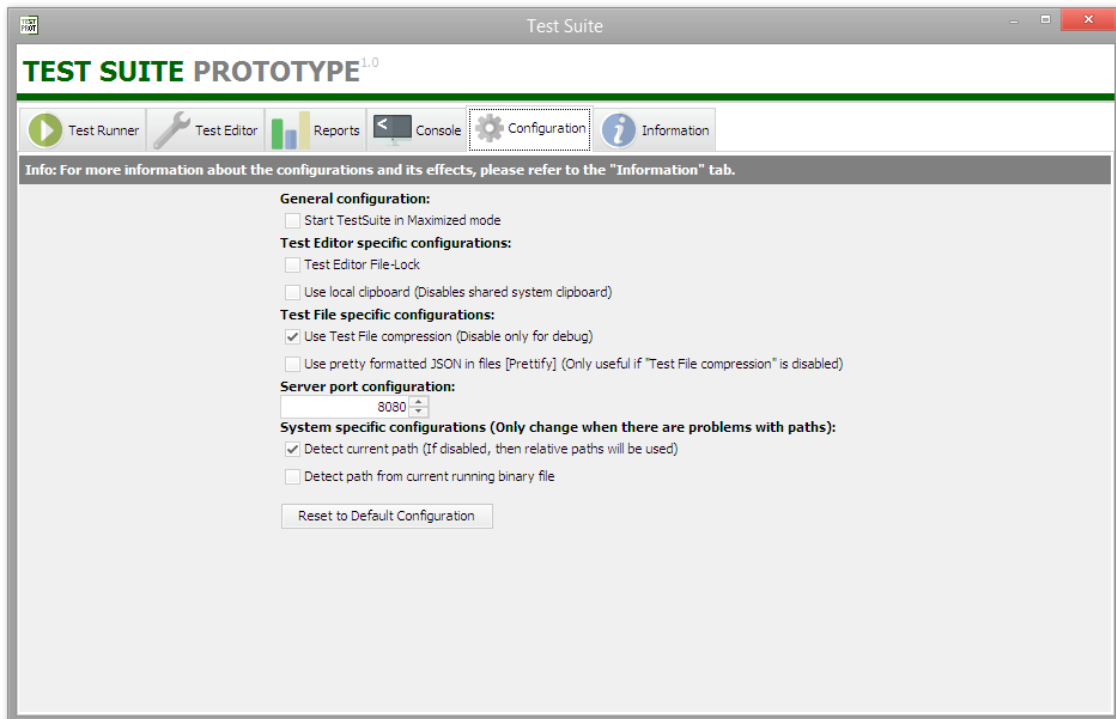 TEST PROT
Test Suite
TEST SUITE PROTOTYPE 1.0
Test Runner Test Editor Reports Console Configuration Information
Info: For more information about the configurations and its effects, please refer to the "Information" tab.
General configuration:
Start TestSuite in Maximized mode
Test Editor specific configurations:
Test Editor File-Lock
Use local clipboard (Disables shared system clipboard)
Test File specific configurations:
Use Test File compression (Disable only for debug)
Use pretty formatted JSON in files [Prettify] (Only useful if "Test File compression" is disabled)
Server port configuration:
8080
System specific configurations (Only change when there are problems with paths):
Detect current path (If disabled, then relative paths will be used)
Detect path from current running binary file
Reset to Default Configuration